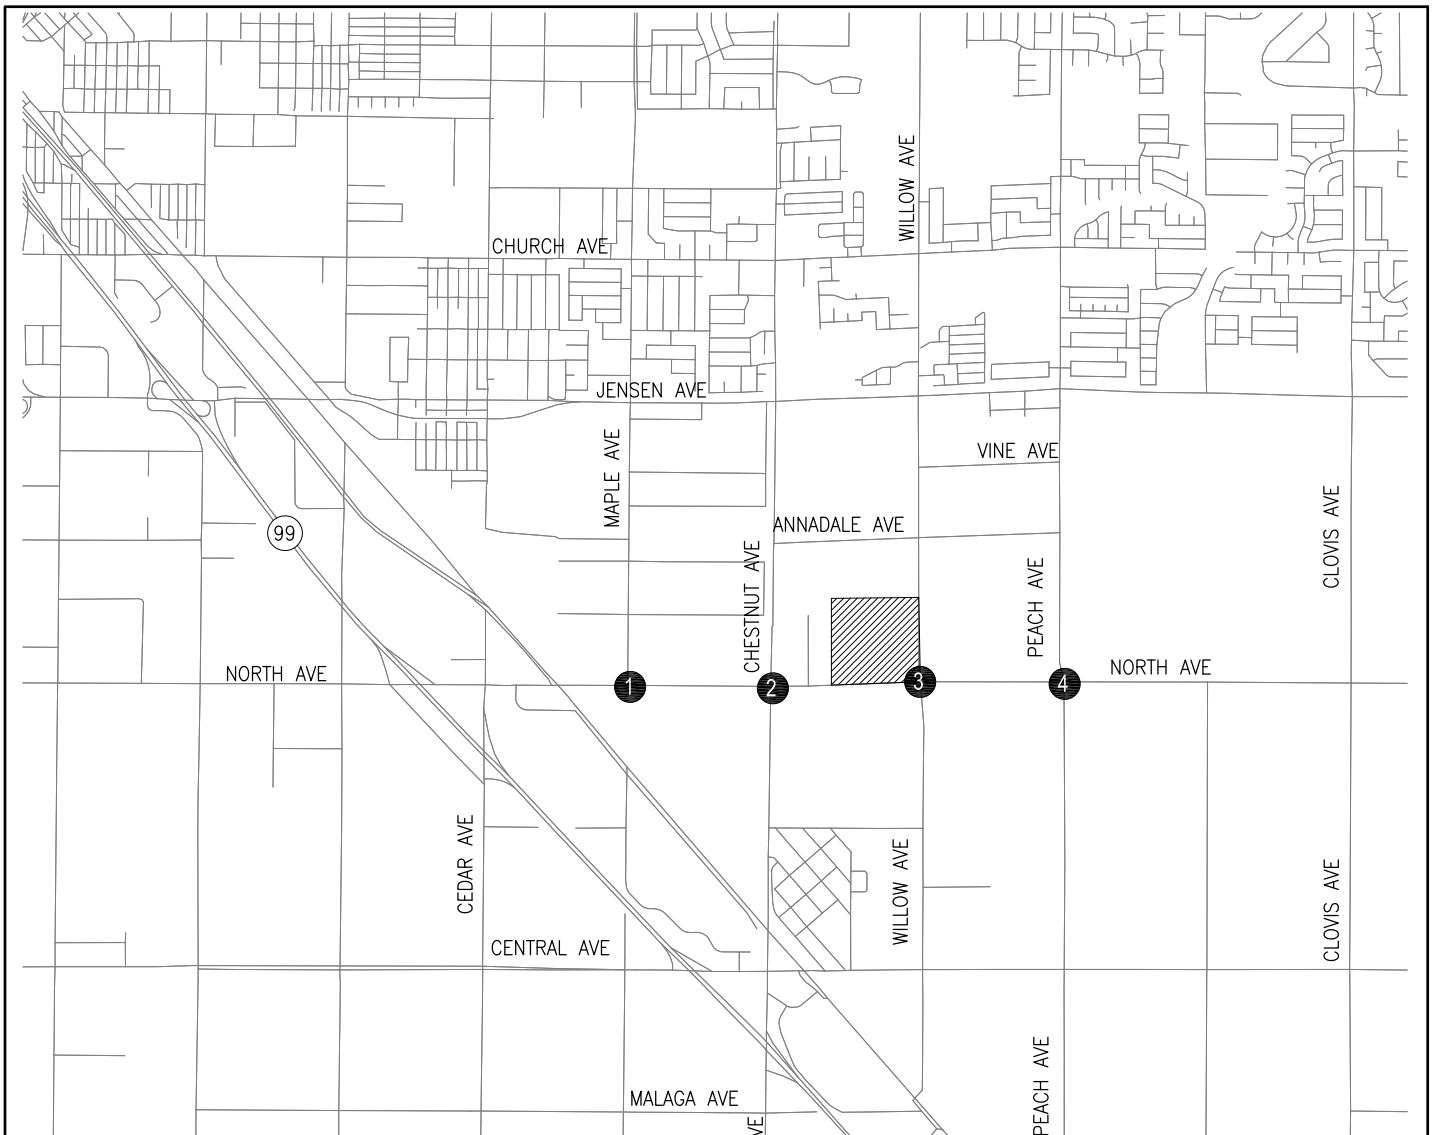 WILLOW AVE
CHURCH AVE
JENSEN AVE
MAPLE AVE
VINE AVE
99
ANNADALE AVE
CLOVIS AVE
CHESTNUT AVE
PEACH AVE
NORTH AVE
1
2
3
4
NORTH AVE
CEDAR AVE
WILLOW AVE
CLOVIS AVE
CENTRAL AVE
MALAGA AVE
PEACH AVE
VE